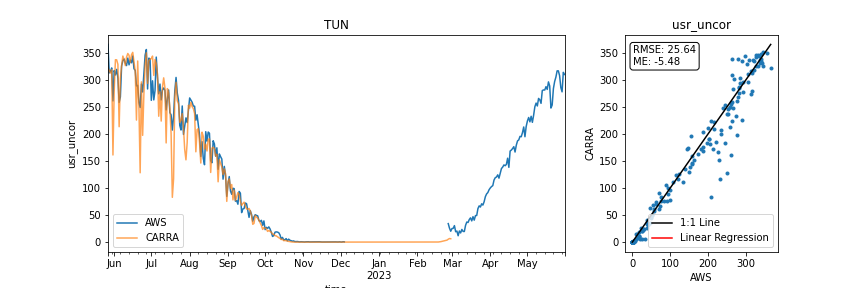 TUN
usr_uncor
350
300
250
200
150
100
50
0
usr_uncor
AWS
CARRA
Jun Jul Aug Sep Oct Nov Dec Jan Feb Mar Apr May
2023
usr_uncor
RMSE: 25.64
ME: -5.48
350
300
250
200
150
100
50
0
CARRA
1:1 Line
Linear Regression
0 100 200 300
AWS